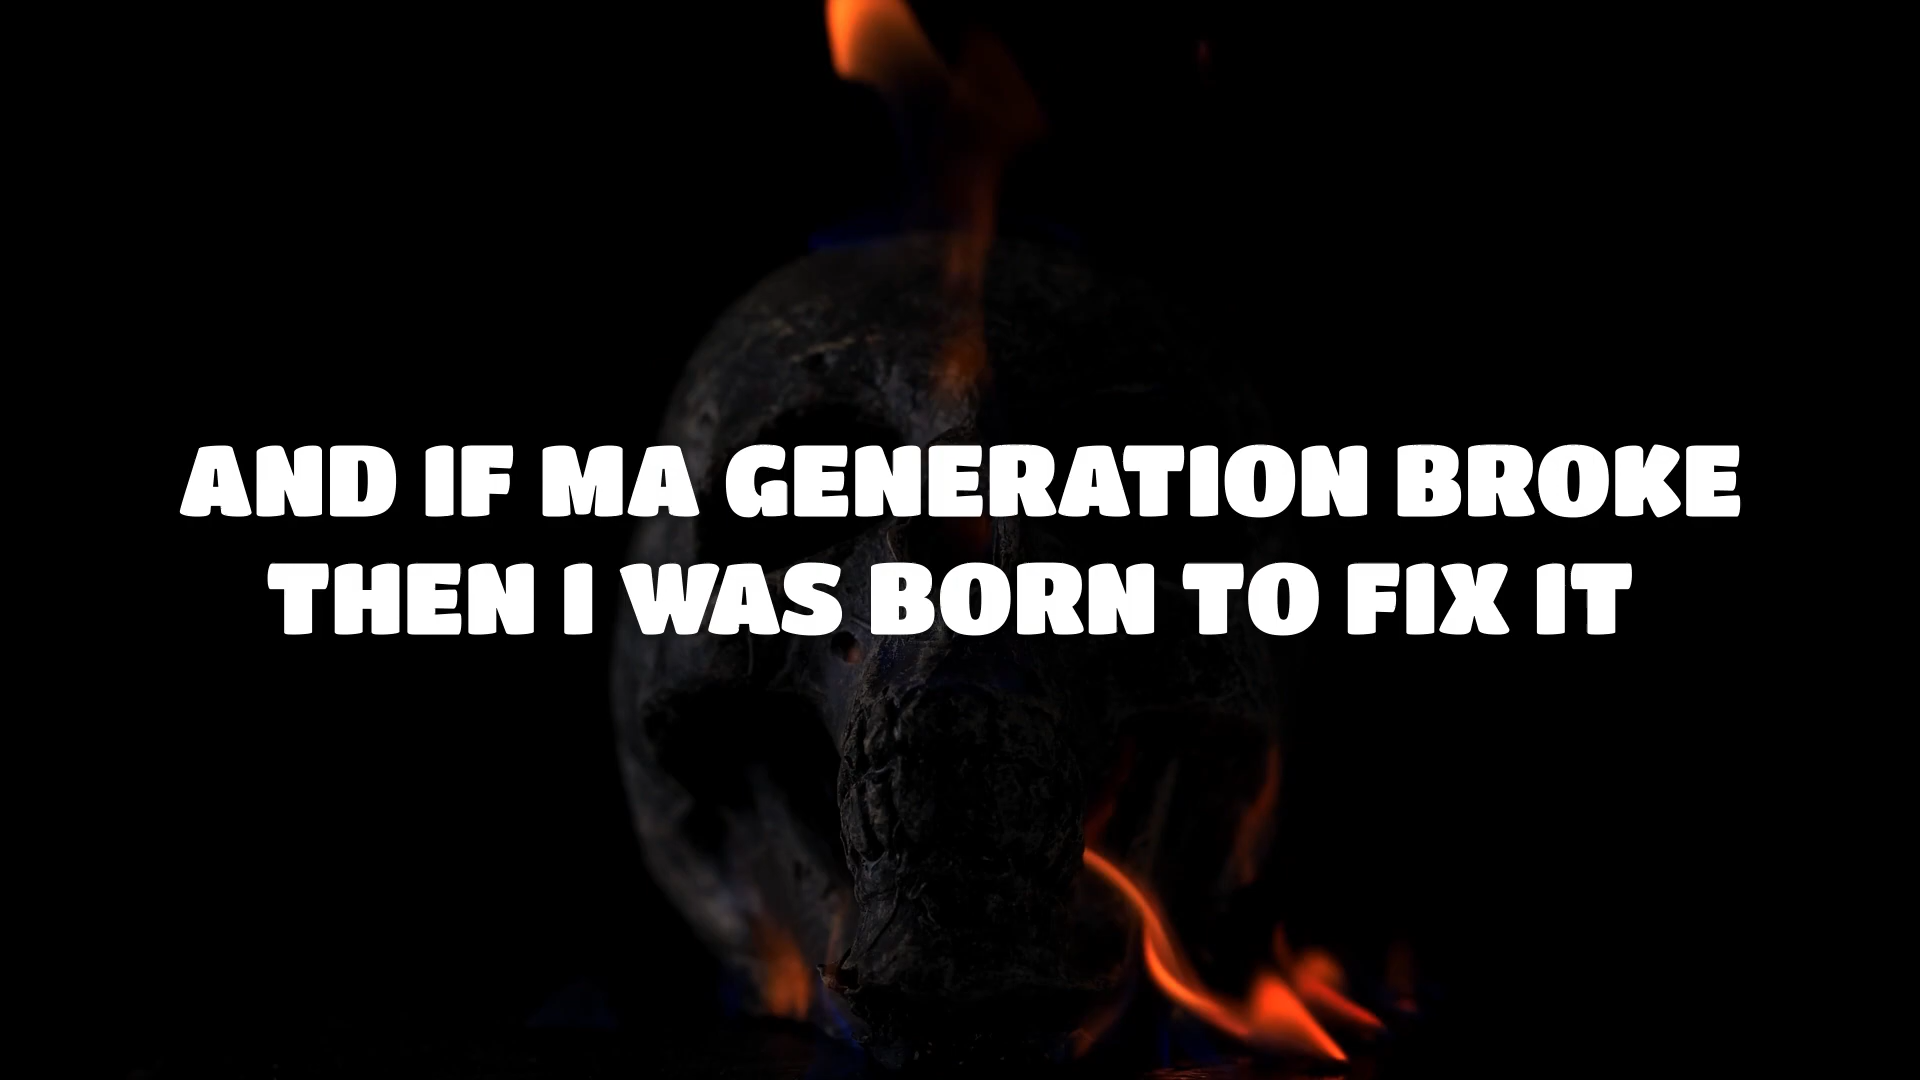 AND IF MA GENERATION BROKE
THEN I WAS BORN TO FIX IT